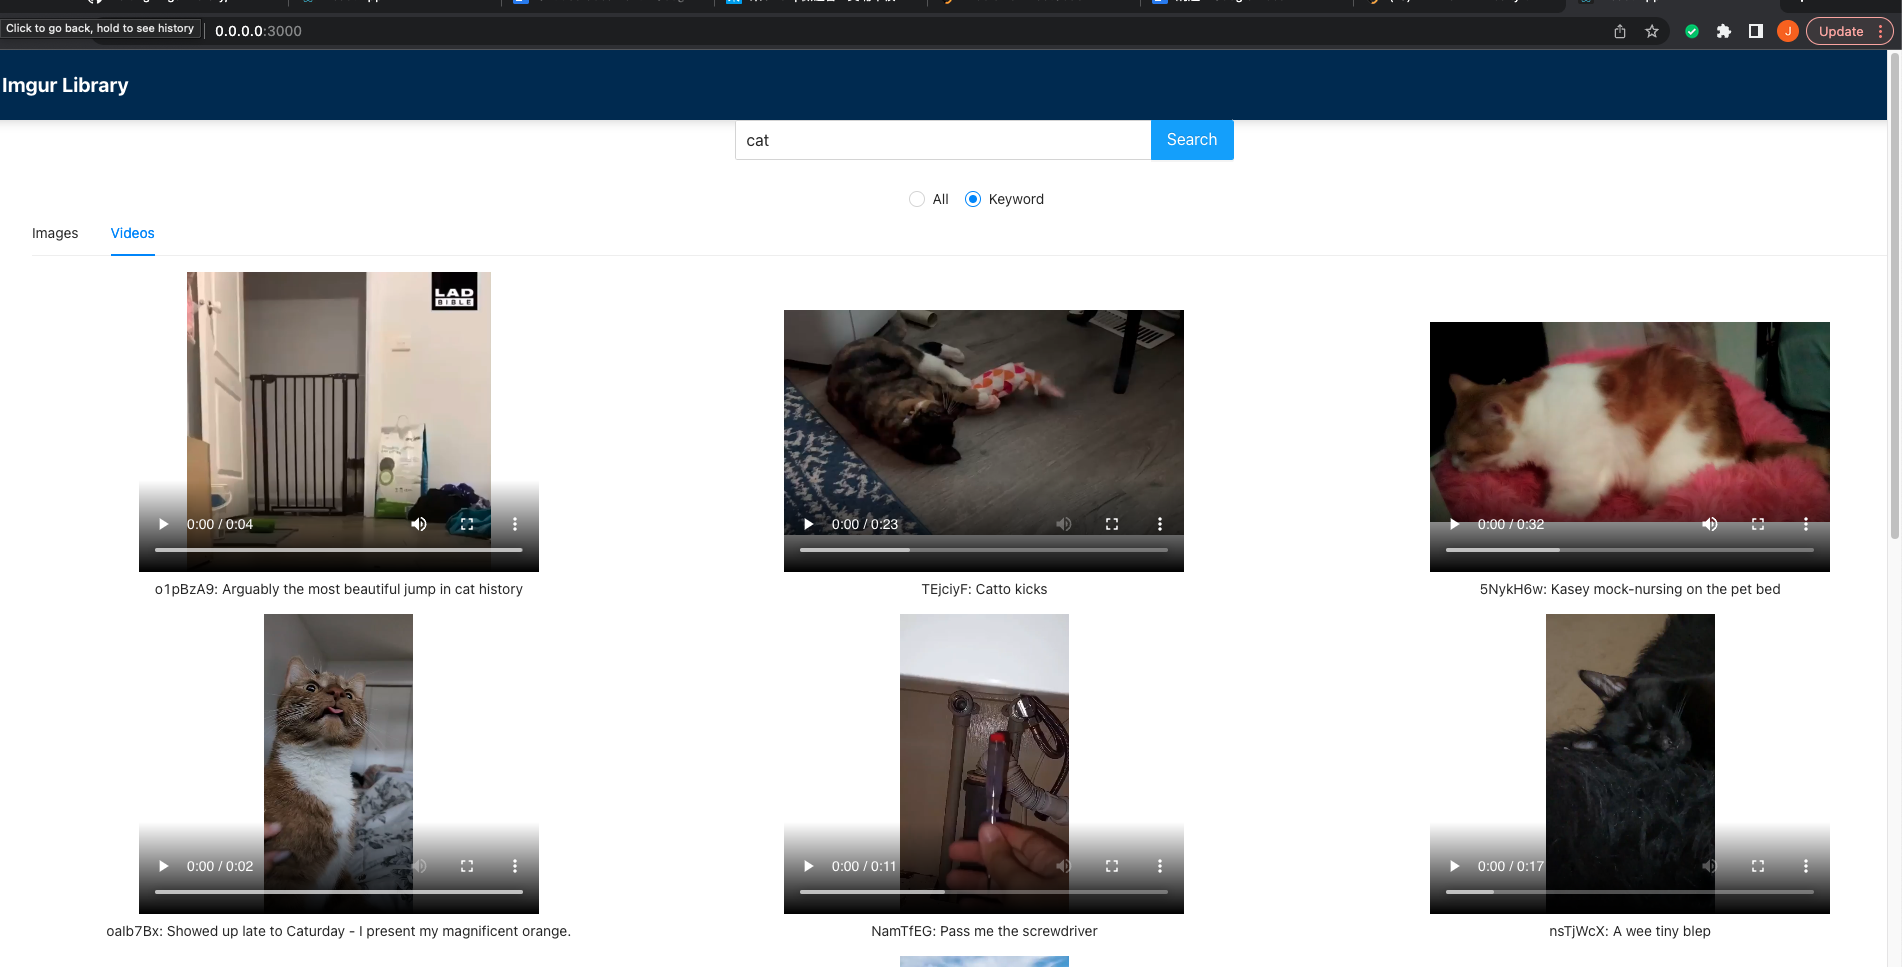 Click to go back, hold to see history
0.0.0.0:3000
J
Update
Imgur Library
cat
Search
All
Keyword
Images
Videos
LAD
BIBLE
0:00 / 0:04
0:00 / 0:23
0:00 / 0:32
o1pBzA9: Arguably the most beautiful jump in cat history
TEjciyF: Catto kicks
5NykH6w: Kasey mock-nursing on the pet bed
0:00 / 0:02
0:00 / 0:11
0:00 / 0:17
oalb7Bx: Showed up late to Caturday - I present my magnificent orange.
NamTfEG: Pass me the screwdriver
nsTjWcX: A wee tiny blep